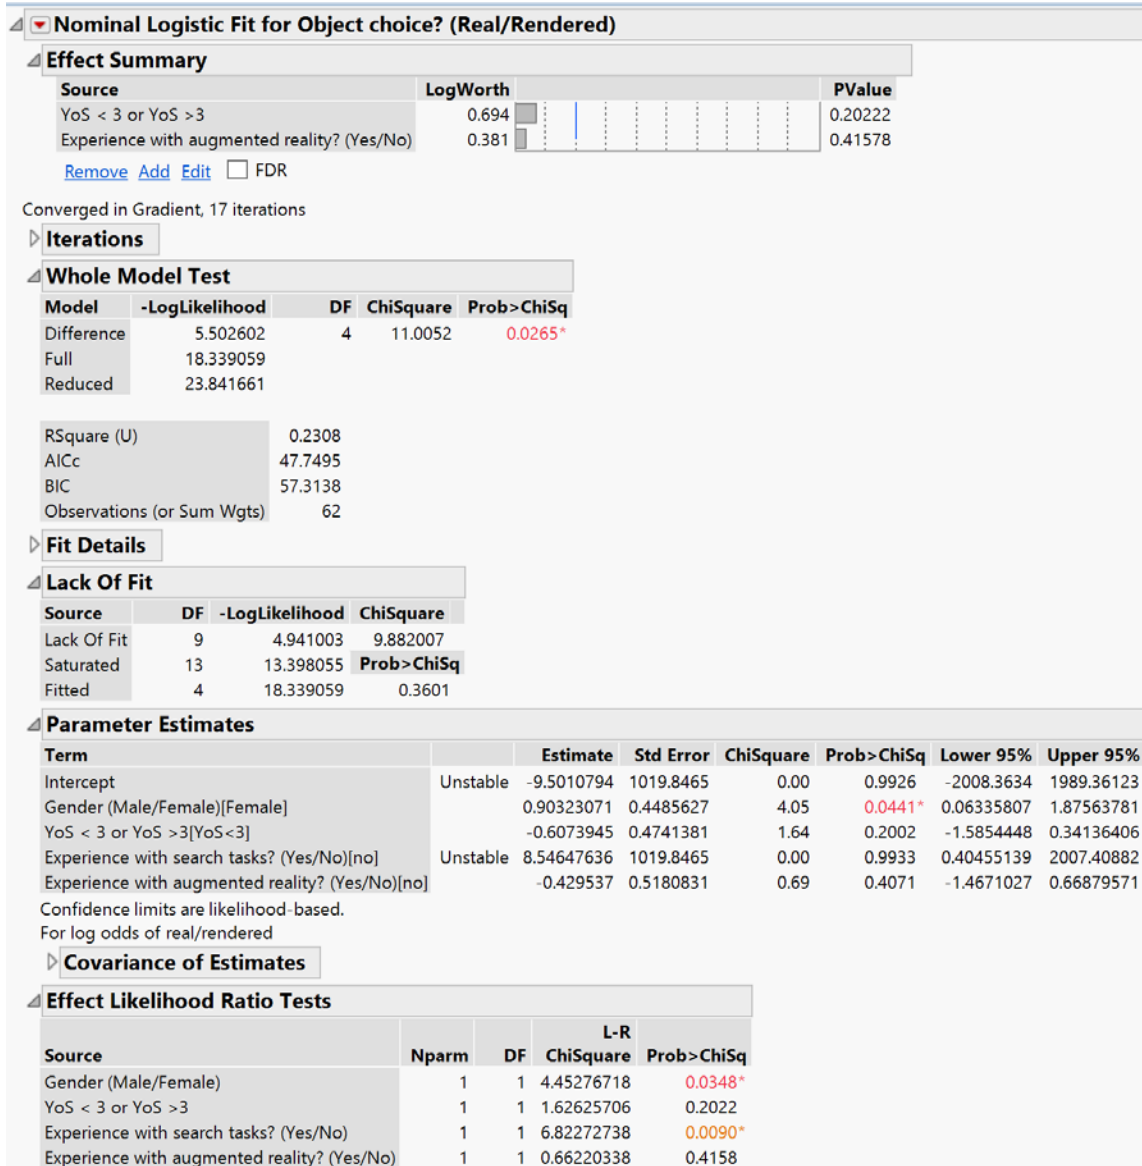 Nominal Logistic Fit for Object choice? (Real/Rendered)
Effect Summary
Source LogWorth PValue
YoS < 3 or YoS >3 0.694 0.20222
Experience with augmented reality? (Yes/No) 0.381 0.41578
Remove Add Edit FDR
Converged in Gradient, 17 iterations
Iterations
Whole Model Test
Model -LogLikelihood DF ChiSquare Prob>ChiSq
Difference 5.502602 4 11.0052 0.0265*
Full 18.339059
Reduced 23.841661
RSquare (U) 0.2308
AICc 47.7495
BIC 57.3138
Observations (or Sum Wgts) 62
Fit Details
Lack Of Fit
Source DF -LogLikelihood ChiSquare
Lack Of Fit 9 4.941003 9.882007
Saturated 13 13.398055 Prob>ChiSq
Fitted 4 18.339059 0.3601
Parameter Estimates
Term Estimate Std Error ChiSquare Prob>ChiSq Lower 95% Upper 95%
Intercept Unstable -9.5010794 1019.8465 0.00 0.9926 -2008.3634 1989.36123
Gender (Male/Female)[Female] 0.90323071 0.4485627 4.05 0.0441* 0.06335807 1.87563781
YoS < 3 or YoS >3[YoS<3] -0.6073945 0.4741381 1.64 0.2002 -1.5854448 0.34136406
Experience with search tasks? (Yes/No)[no] Unstable 8.54647636 1019.8465 0.00 0.9933 0.40455139 2007.40882
Experience with augmented reality? (Yes/No)[no] -0.429537 0.5180831 0.69 0.4071 -1.4671027 0.66879571
Confidence limits are likelihood-based.
For log odds of real/rendered
Covariance of Estimates
Effect Likelihood Ratio Tests
L-R
Source Nparm DF ChiSquare Prob>ChiSq
Gender (Male/Female) 1 1 4.45276718 0.0348*
YoS < 3 or YoS >3 1 1 1.62625706 0.2022
Experience with search tasks? (Yes/No) 1 1 6.82272738 0.0090*
Experience with augmented reality? (Yes/No) 1 1 0.66220338 0.4158